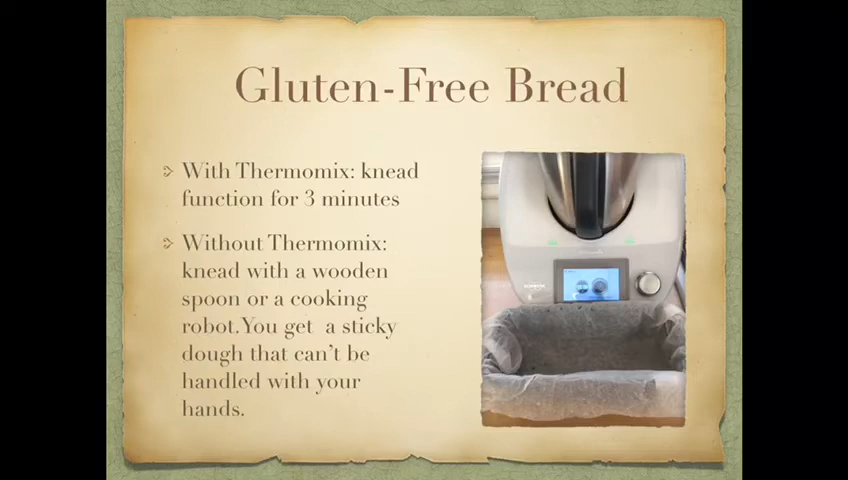 Gluten-Free Bread
With Thermomix: knead
function for 3 minutes
Without Thermomix:
knead with a wooden
spoon or a cooking
robot.You get a sticky
dough that can't be
handled with your
hands.